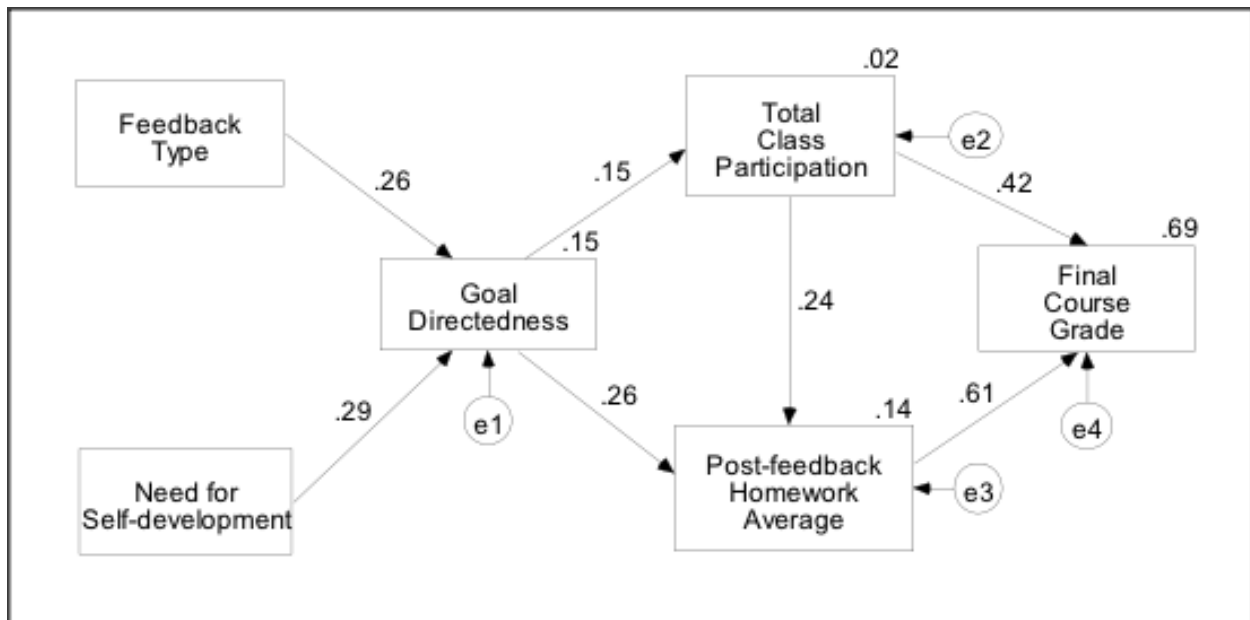 .02
Feedback
Type
Total
Class
Participation
e2
.26
.15
.42
.69
.15
Goal
Directedness
Final
Course
Grade
.24
.29
e1
.26
.14
.61
e4
Need for
Self-development
Post-feedback
Homework
Average
e3